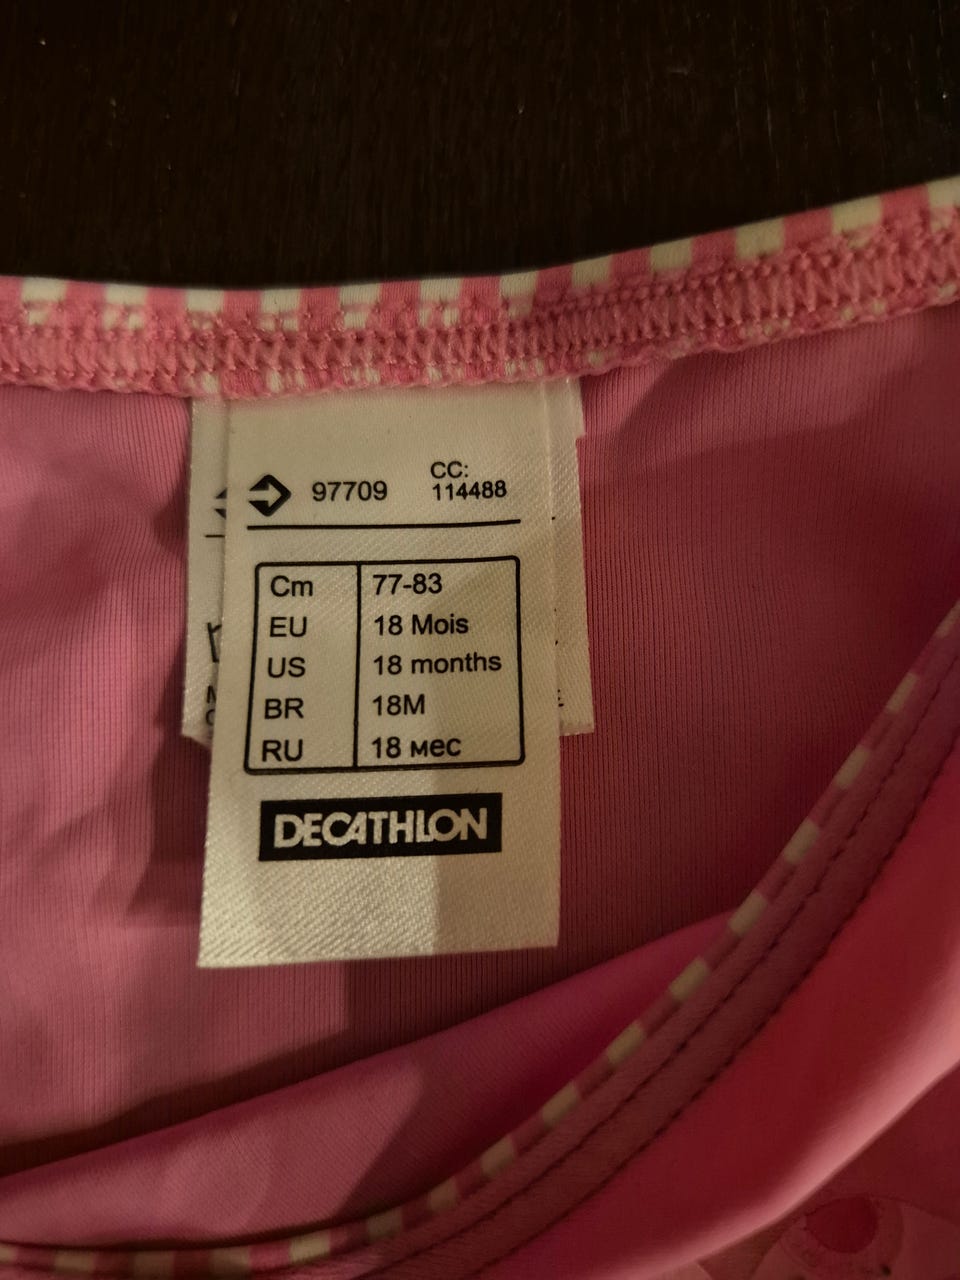 97709
CC:
114488
Cm 77-83
EU 18 Mois
US 18 months
BR 18M
RU 18 мес
DECATHLON